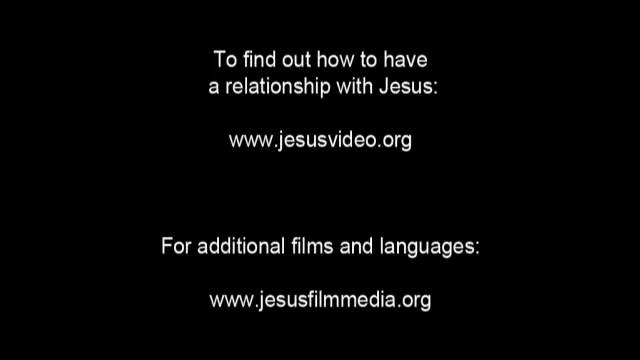 To find out how to have
a relationship with Jesus:
www.jesusvideo.org
For additional films and languages:
www.jesusfilmmedia.org